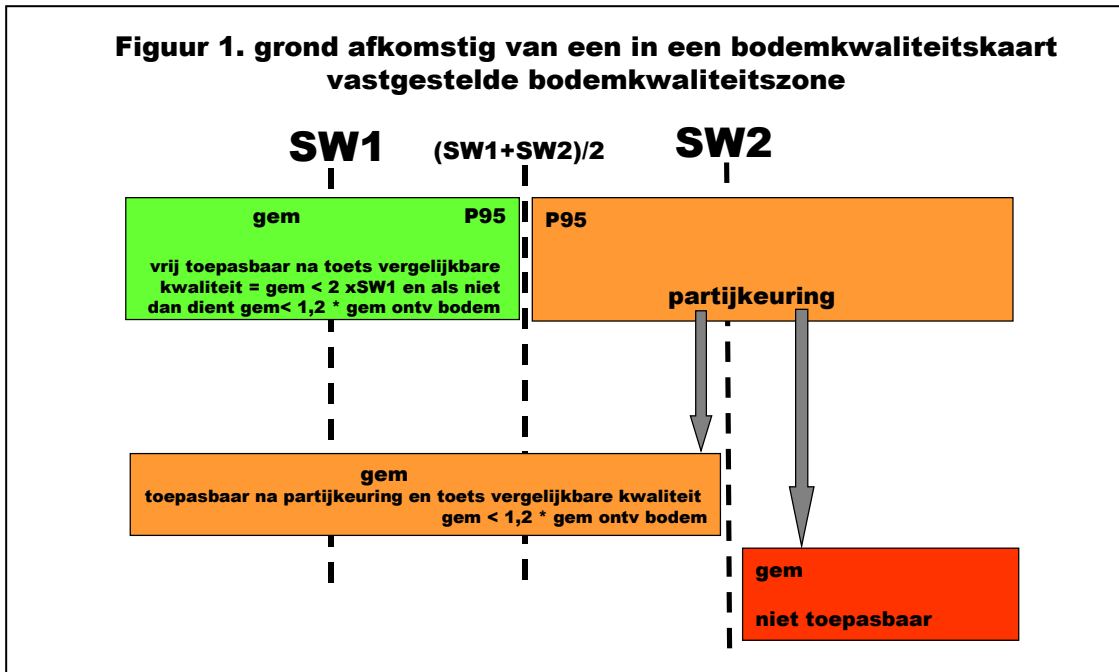 Figuur 1. grond afkomstig van een in een bodemkwaliteitskaart
vastgestelde bodemkwaliteitszone
SW1
(SW1+SW2)/2
SW2
gem
P95
vrij toepasbaar na toets vergelijkbare
kwaliteit = gem < 2 xSW1 en als niet
dan dient gem< 1,2 * gem ontv bodem
P95
partijkeuring
gem
toepasbaar na partijkeuring en toets vergelijkbare kwaliteit
gem < 1,2 * gem ontv bodem
gem
niet toepasbaar